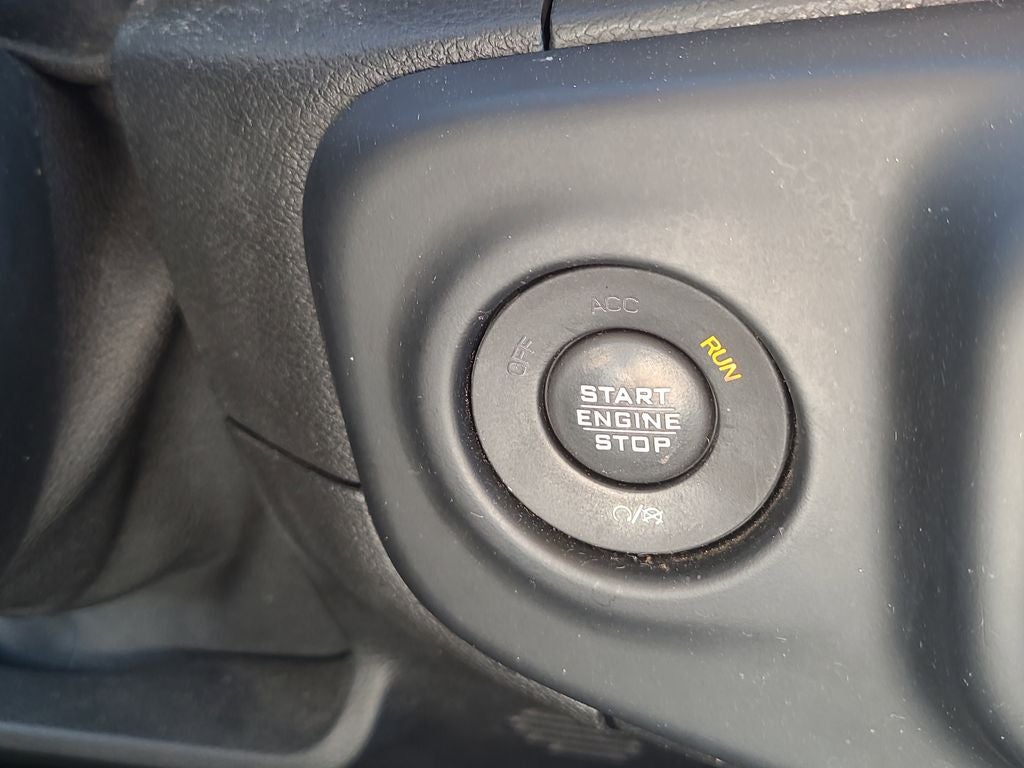 ACC
OFF
RUN
START
ENGINE
STOP